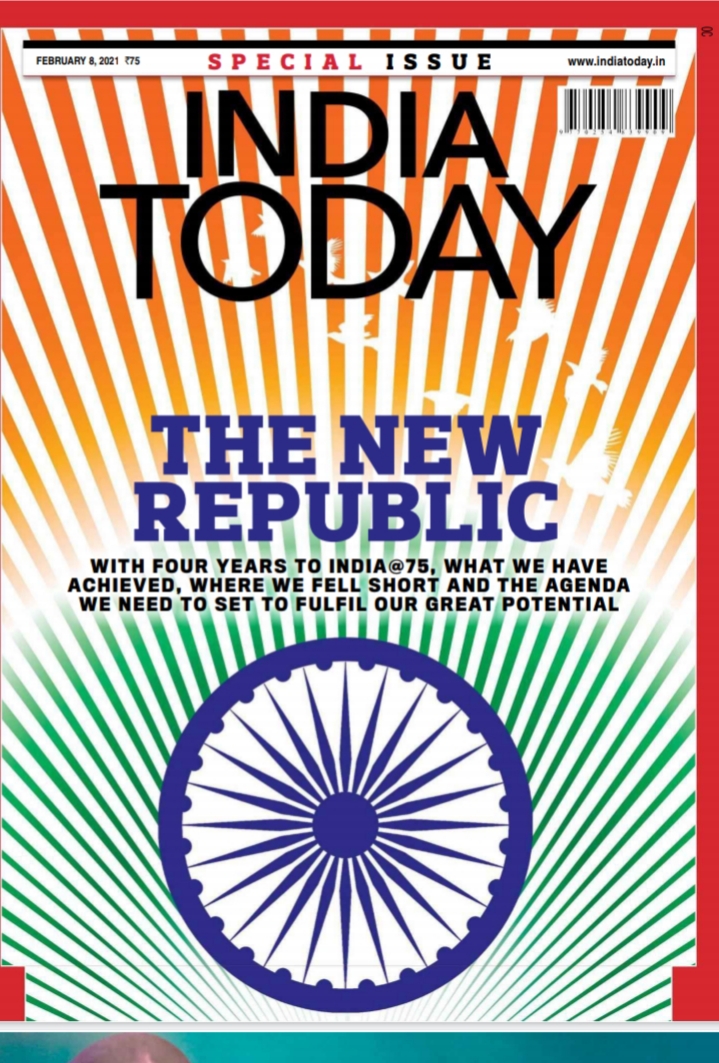 FEBRUARY 8, 2021 ₹75
SPECIAL ISSUE
www.indiatoday.in
INDIA
TODAY
THE NEW
REPUBLIC
WITH FOUR YEARS TO INDIA@75, WHAT WE HAVE
ACHIEVED, WHERE WE FELL SHORT AND THE AGENDA
WE NEED TO SET TO FULFIL OUR GREAT POTENTIAL